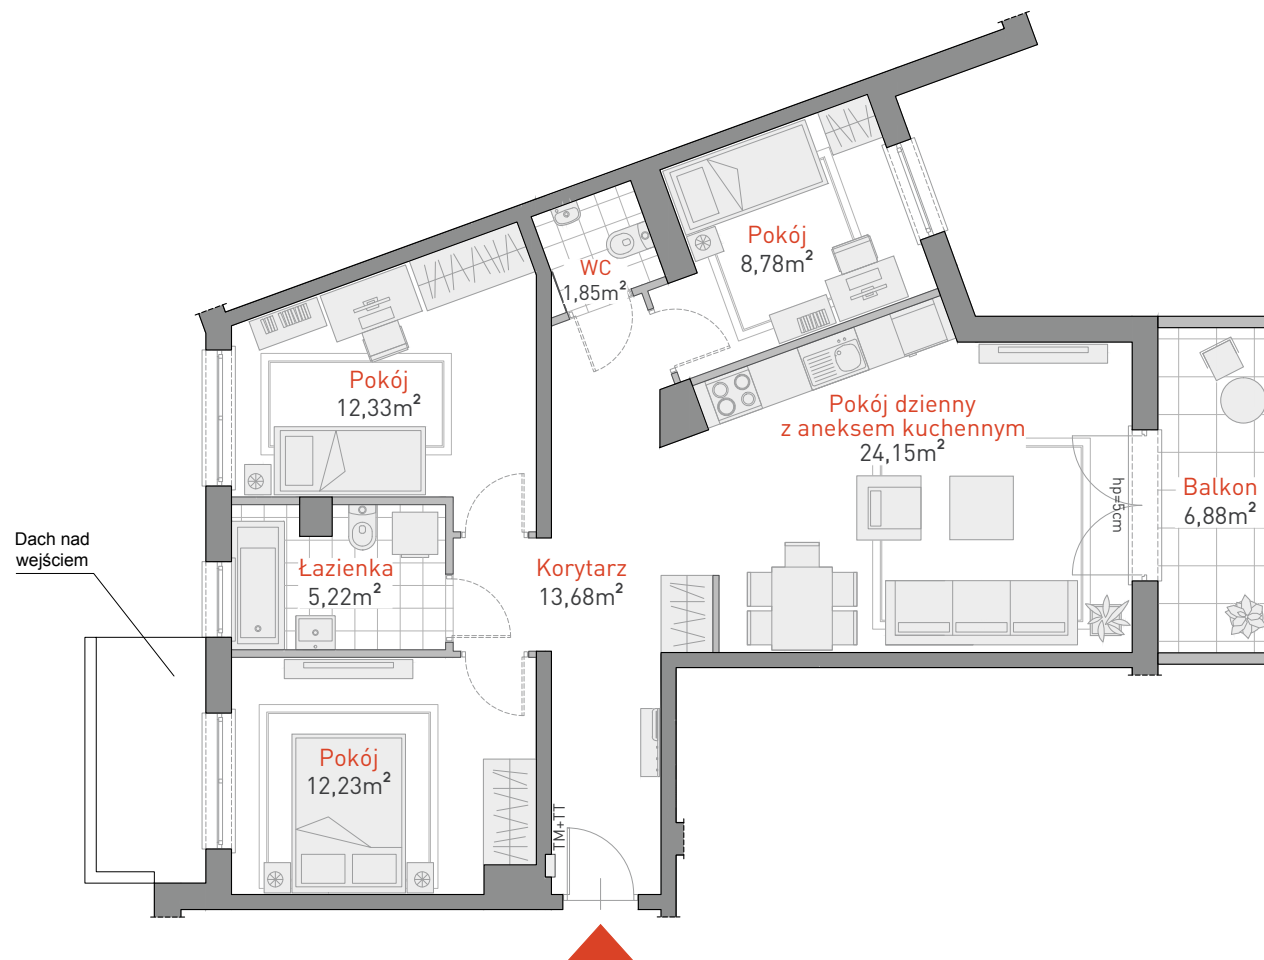 Pokój
8,78m²
WC
1,85m²
Pokój
12,33m²
Pokój dzienny
z aneksem kuchennym
24,15m²
hp=5cm
Balkon
6,88m²
Dach nad
wejściem
Łazienka
5,22m²
Korytarz
13,68m²
Pokój
12,23m²
TM+TT